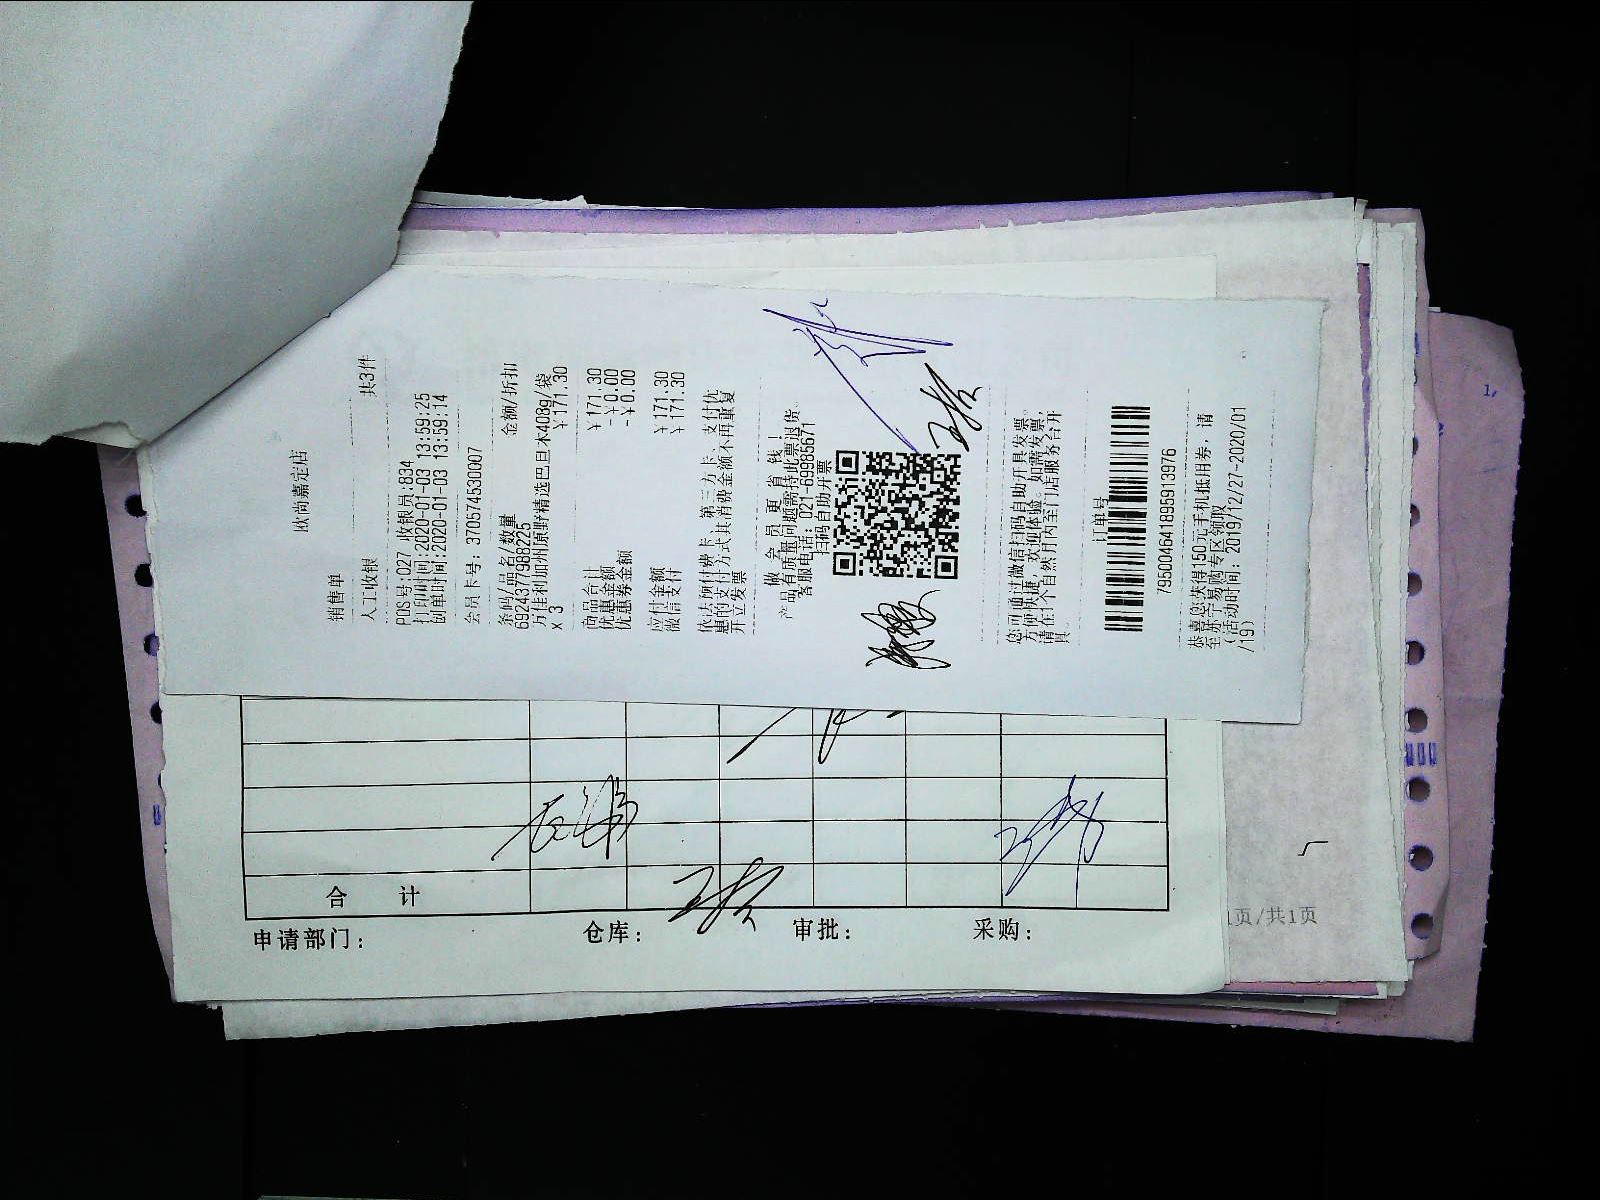 欧尚嘉定店
销售单
人工收银 共3件
POS号:027 收银员:834
打印时间:2020-01-03 13:59:25
创单时间:2020-01-03 13:59:14
会员卡号: 3705745З0007
条码/品名/数量 金额/折扣
6924377988225
万佳利加州原野精选巴旦木408g/袋
x 3 ￥171.30
商品合计 ￥171.30
优惠金额 -￥0.00
优惠券金额 -￥0.00
应付金额 ￥171.30
微信支付 ￥171.30
依法预付费卡、第三方卡、支付优
惠的支付方式其消费金额不再重复
开立发票
做会员更省钱!
产品有质量问题需持此票退货。
客服电话: 021-69985671
扫码自助开票
您可通过微信扫码自助开具发票。
方便快捷，欢迎体验。如需发票，
请在1个自然月内至门店服务台开
具。
订单号
7950046418959139​76
恭喜您获得150元手机抵用券，请
至苏宁易购专区领取
(活动时间: 2019/12/27-2020/01
/19)
合 计
申请部门: 仓库: 审批: 采购:
页/共1页